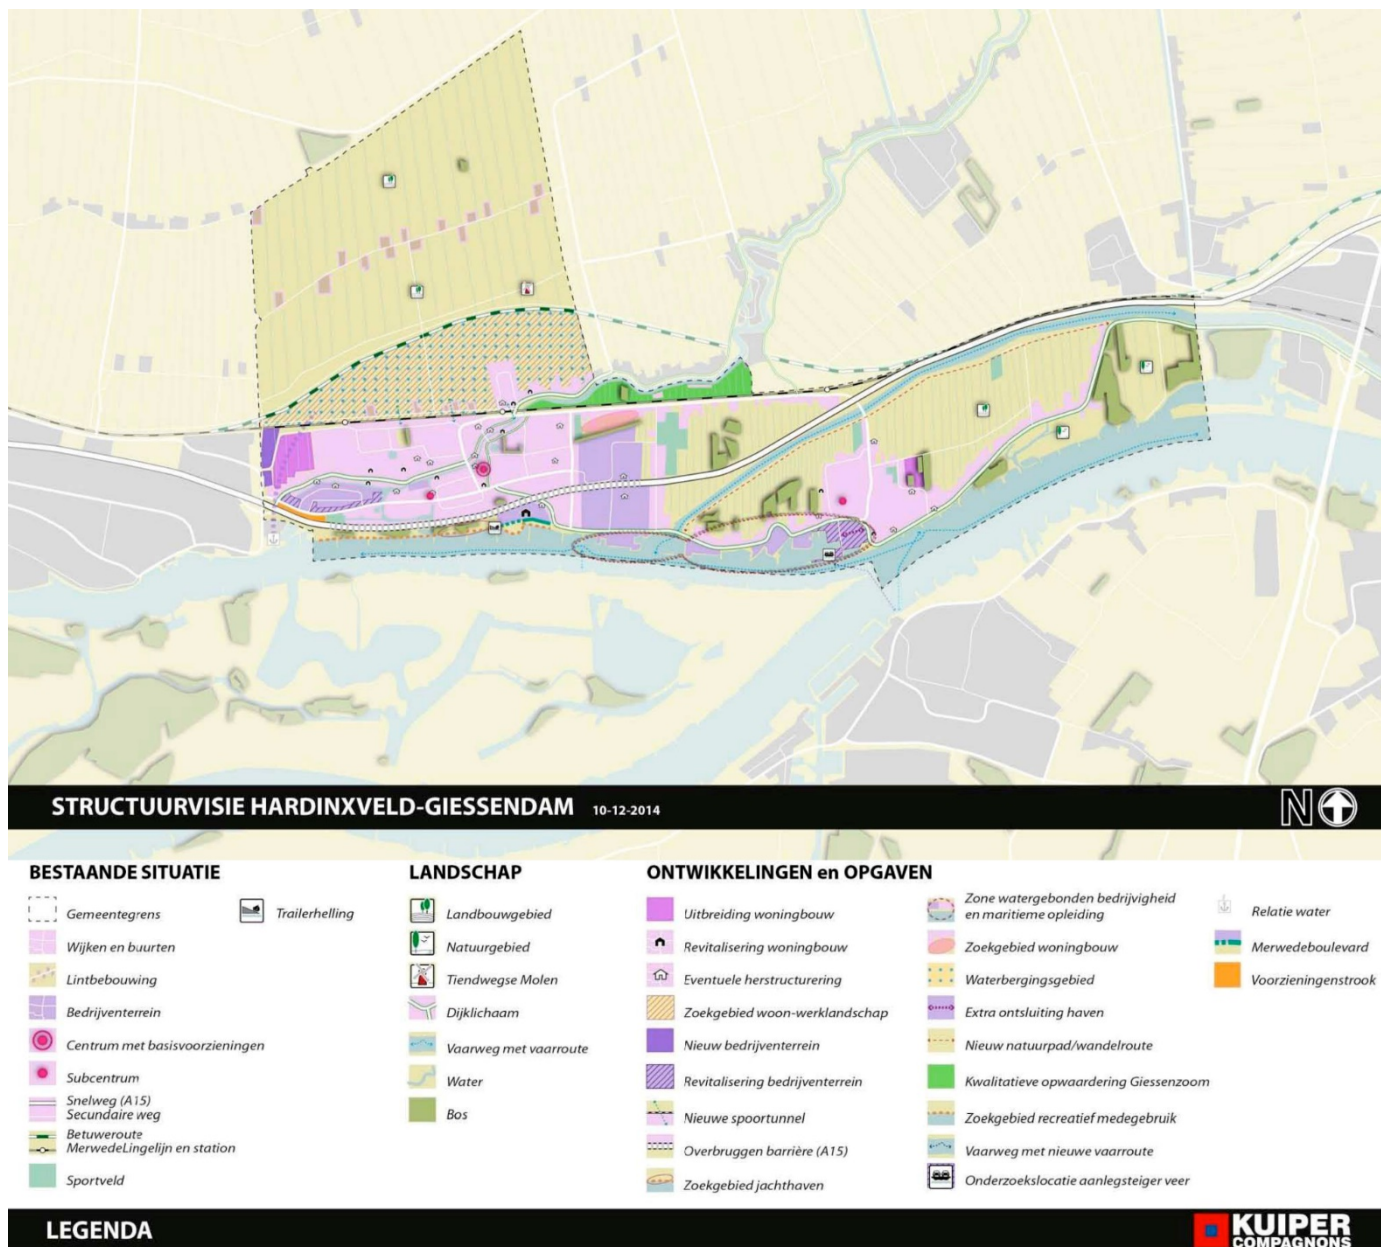 STRUCTUURVISIE HARDINXVELD-GIESSENDAM 10-12-2014
N
BESTAANDE SITUATIE
Gemeentegrens
Trailerhelling
Wijken en buurten
Lintbebouwing
Bedrijventerrein
Centrum met basisvoorzieningen
Subcentrum
Snelweg (A15)
Secundaire weg
Betuweroute
MerwedeLingelijn en station
Sportveld
LANDSCHAP
Landbouwgebied
Natuurgebied
Tiendwegse Molen
Dijklichaam
Vaarweg met vaarroute
Water
Bos
ONTWIKKELINGEN en OPGAVEN
Uitbreiding woningbouw
Revitalisering woningbouw
Eventuele herstructurering
Zoekgebied woon-werklandschap
Nieuw bedrijventerrein
Revitalisering bedrijventerrein
Nieuwe spoortunnel
Overbruggen barrière (A15)
Zoekgebied jachthaven
Zone watergebonden bedrijvigheid
en maritieme opleiding
Zoekgebied woningbouw
Waterbergingsgebied
Extra ontsluiting haven
Nieuw natuurpad/wandelroute
Kwalitatieve opwaardering Giessenzoom
Zoekgebied recreatief medegebruik
Vaarweg met nieuwe vaarroute
Onderzoekslocatie aanlegsteiger veer
Relatie water
Merwedeboulevard
Voorzieningenstrook
LEGENDA
KUIPER
COMPAGNONS